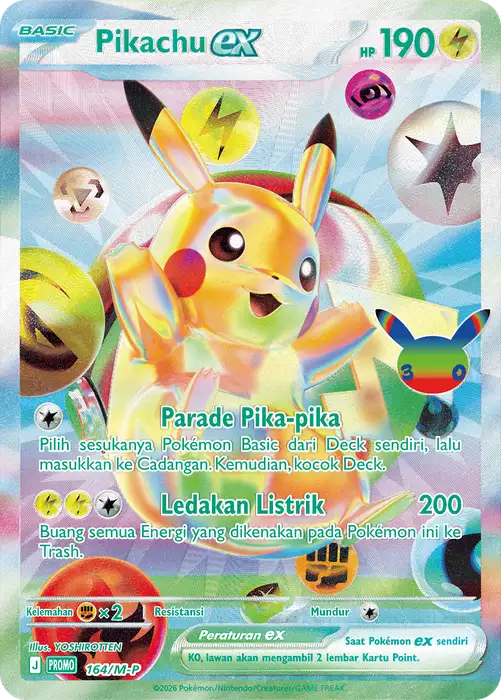 BASIC
Pikachu ex
HP 190
30
Parade Pika-pika
Pilih sesukanya Pokémon Basic dari Deck sendiri, lalu
masukkan ke Cadangan. Kemudian, kocok Deck.
Ledakan Listrik 200
Buang semua Energi yang dikenakan pada Pokémon ini ke
Trash.
Kelemahan ×2 Resistansi Mundur
Illus. YOSHIROTTEN
Peraturan ex Saat Pokémon ex sendiri
KO, lawan akan mengambil 2 lembar Kartu Point.
J PROMO 164/M-P
©2026 Pokémon/Nintendo/Creatures/GAME FREAK.